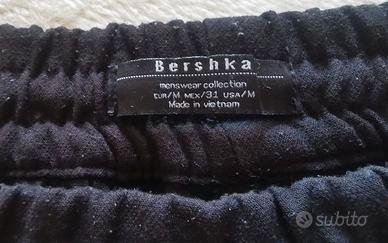 Bershka
menswear collection
EUR/M MEX/31 USA/M
Made in vietnam
subito